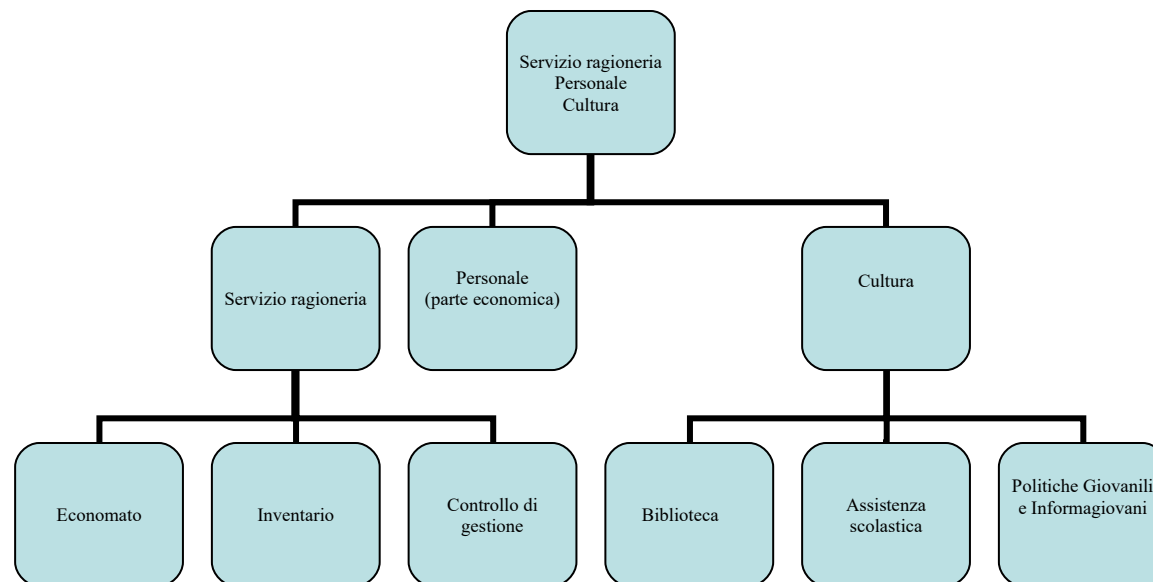 Servizio ragioneria
Personale
Cultura
Servizio ragioneria
Personale
(parte economica)
Cultura
Economato
Inventario
Controllo di
gestione
Biblioteca
Assistenza
scolastica
Politiche Giovanili
e Informagiovani